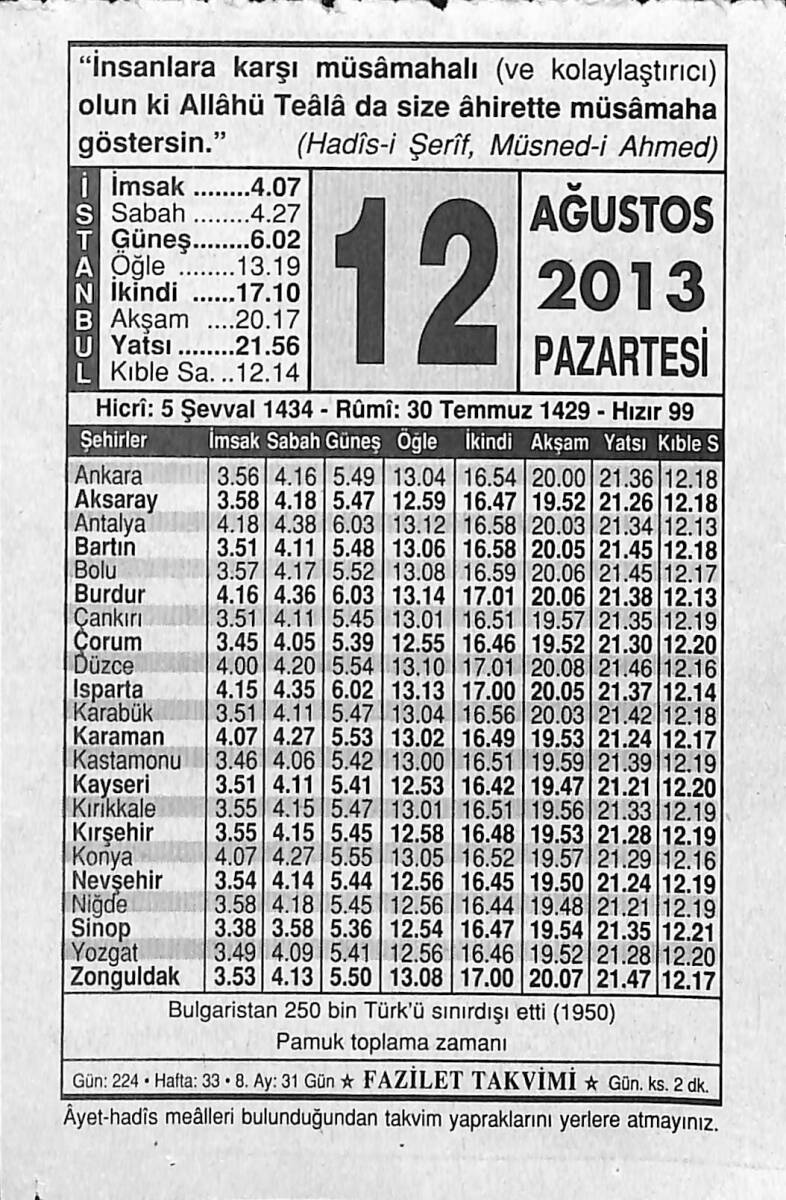 “İnsanlara karşı müsâmahalı (ve kolaylaştırıcı)
olun ki Allâhü Teâlâ da size âhirette müsâmaha
göstersin.” (Hadîs-i Şerîf, Müsned-i Ahmed)
İSTANBUL
İmsak ........4.07
Sabah ........4.27
Güneş........6.02
Öğle ........13.19
İkindi ......17.10
Akşam ....20.17
Yatsı ........21.56
Kıble Sa. ..12.14
12
AĞUSTOS
2013
PAZARTESİ
Hicrî: 5 Şevval 1434 - Rûmî: 30 Temmuz 1429 - Hızır 99
Şehirler İmsak Sabah Güneş Öğle İkindi Akşam Yatsı Kıble S
Ankara 3.56 4.16 5.49 13.04 16.54 20.00 21.36 12.18
Aksaray 3.58 4.18 5.47 12.59 16.47 19.52 21.26 12.18
Antalya 4.18 4.38 6.03 13.12 16.58 20.03 21.34 12.13
Bartın 3.51 4.11 5.48 13.06 16.58 20.05 21.45 12.18
Bolu 3.57 4.17 5.52 13.08 16.59 20.06 21.45 12.17
Burdur 4.16 4.36 6.03 13.14 17.01 20.06 21.38 12.13
Çankırı 3.51 4.11 5.45 13.01 16.51 19.57 21.35 12.19
Çorum 3.45 4.05 5.39 12.55 16.46 19.52 21.30 12.20
Düzce 4.00 4.20 5.54 13.10 17.01 20.08 21.46 12.16
Isparta 4.15 4.35 6.02 13.13 17.00 20.05 21.37 12.14
Karabük 3.51 4.11 5.47 13.04 16.56 20.03 21.42 12.18
Karaman 4.07 4.27 5.53 13.02 16.49 19.53 21.24 12.17
Kastamonu 3.46 4.06 5.42 13.00 16.51 19.59 21.39 12.19
Kayseri 3.51 4.11 5.41 12.53 16.42 19.47 21.21 12.20
Kırıkkale 3.55 4.15 5.47 13.01 16.51 19.56 21.33 12.19
Kırşehir 3.55 4.15 5.45 12.58 16.48 19.53 21.28 12.19
Konya 4.07 4.27 5.55 13.05 16.52 19.57 21.29 12.16
Nevşehir 3.54 4.14 5.44 12.56 16.45 19.50 21.24 12.19
Niğde 3.58 4.18 5.45 12.56 16.44 19.48 21.21 12.19
Sinop 3.38 3.58 5.36 12.54 16.47 19.54 21.35 12.21
Yozgat 3.49 4.09 5.41 12.56 16.46 19.52 21.28 12.20
Zonguldak 3.53 4.13 5.50 13.08 17.00 20.07 21.47 12.17
Bulgaristan 250 bin Türk'ü sınırdışı etti (1950)
Pamuk toplama zamanı
Gün: 224 • Hafta: 33 • 8. Ay: 31 Gün ★ FAZİLET TAKVİMİ ★ Gün. ks. 2 dk.
Âyet-hadîs meâlleri bulunduğundan takvim yapraklarını yerlere atmayınız.